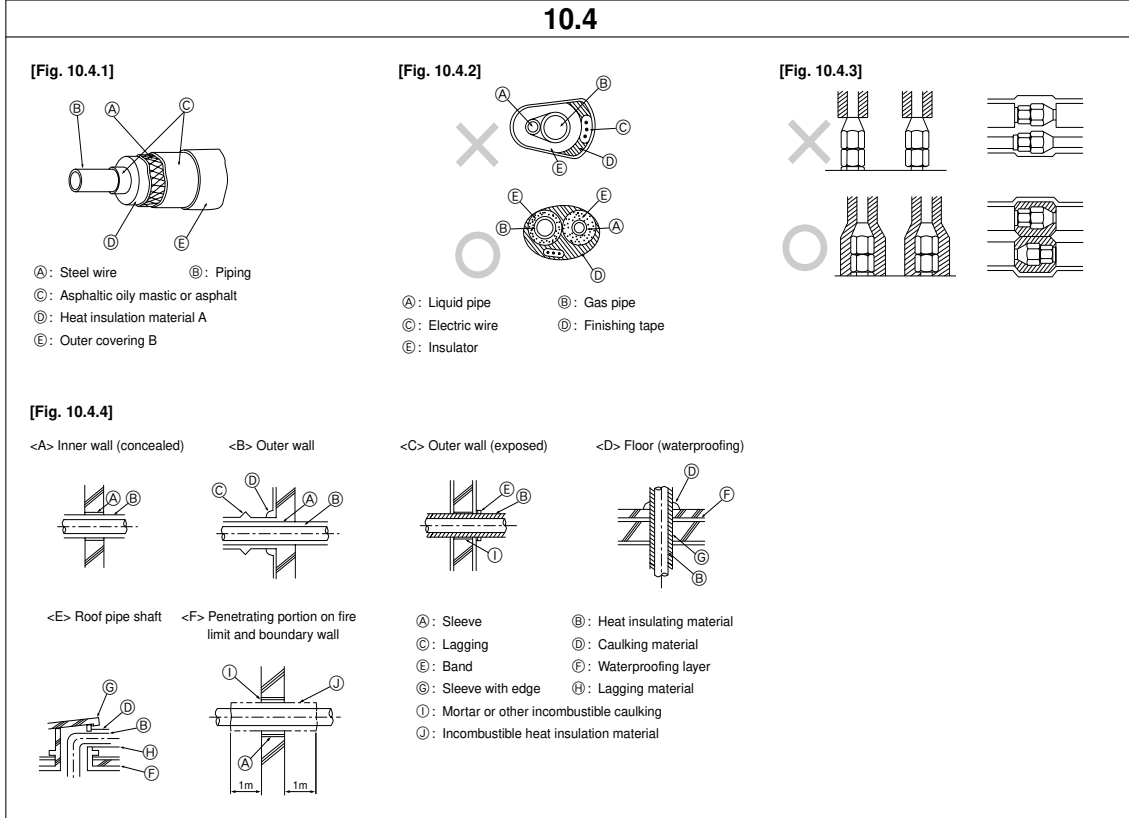 10.4
[Fig. 10.4.1]
Ⓑ Ⓐ Ⓒ
Ⓓ Ⓔ
Ⓐ: Steel wire Ⓑ: Piping
Ⓒ: Asphaltic oily mastic or asphalt
Ⓓ: Heat insulation material A
Ⓔ: Outer covering B
[Fig. 10.4.2]
Ⓑ
Ⓐ
Ⓒ
Ⓓ
Ⓔ
Ⓔ Ⓔ
Ⓑ Ⓐ
Ⓓ
Ⓐ: Liquid pipe Ⓑ: Gas pipe
Ⓒ: Electric wire Ⓓ: Finishing tape
Ⓔ: Insulator
[Fig. 10.4.3]
[Fig. 10.4.4]
<A> Inner wall (concealed)
Ⓐ Ⓑ
<B> Outer wall
Ⓒ Ⓓ Ⓐ Ⓑ
<C> Outer wall (exposed)
Ⓔ
Ⓑ
Ⓘ
<D> Floor (waterproofing)
Ⓓ
Ⓕ
Ⓖ
Ⓑ
<E> Roof pipe shaft
Ⓖ
Ⓓ
Ⓑ
Ⓗ
Ⓕ
<F> Penetrating portion on fire
limit and boundary wall
Ⓘ Ⓙ
Ⓐ
1m 1m
Ⓐ: Sleeve Ⓑ: Heat insulating material
Ⓒ: Lagging Ⓓ: Caulking material
Ⓔ: Band Ⓕ: Waterproofing layer
Ⓖ: Sleeve with edge Ⓗ: Lagging material
Ⓘ: Mortar or other incombustible caulking
Ⓙ: Incombustible heat insulation material